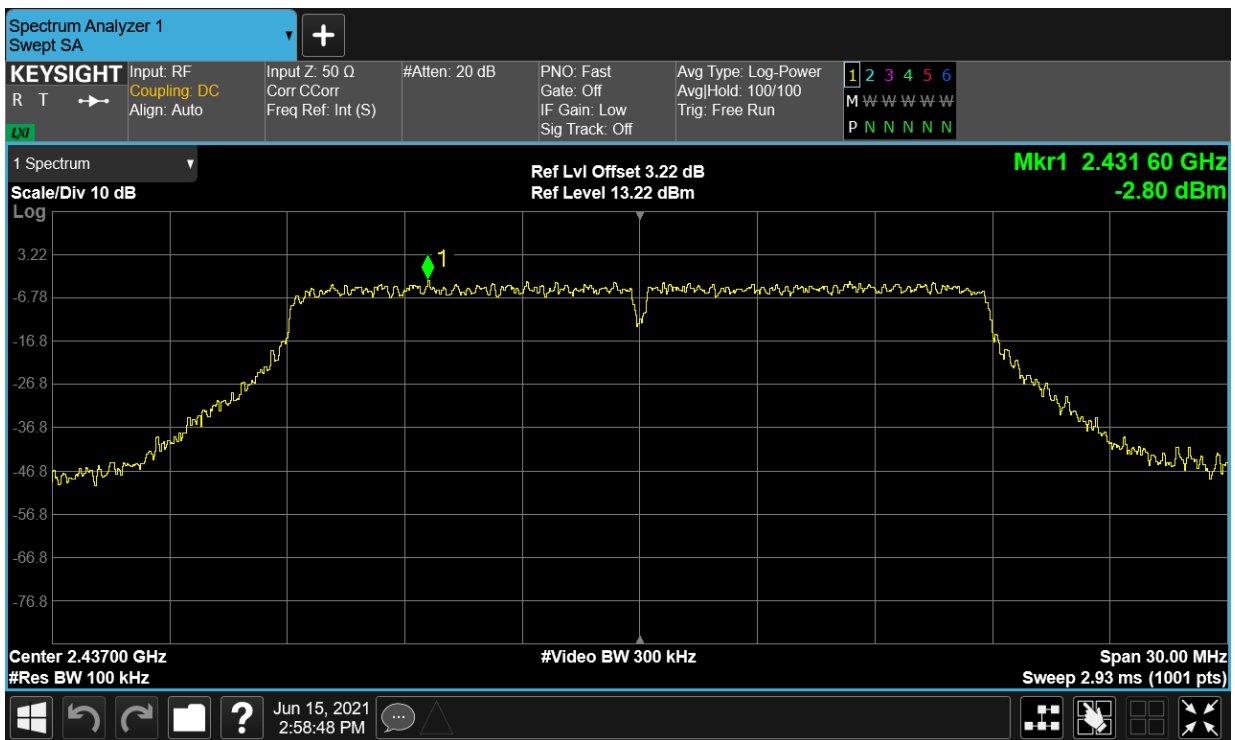 Spectrum Analyzer 1
Swept SA
+
KEYSIGHT
R T
LXI
Input: RF
Coupling: DC
Align: Auto
Input Z: 50 Ω
Corr CCorr
Freq Ref: Int (S)
#Atten: 20 dB
PNO: Fast
Gate: Off
IF Gain: Low
Sig Track: Off
Avg Type: Log-Power
Avg|Hold: 100/100
Trig: Free Run
1 2 3 4 5 6
M W W W W W
P N N N N N
1 Spectrum
Scale/Div 10 dB
Ref Lvl Offset 3.22 dB
Ref Level 13.22 dBm
Mkr1 2.431 60 GHz
-2.80 dBm
Log
1
3.22
-6.78
-16.8
-26.8
-36.8
-46.8
-56.8
-66.8
-76.8
Center 2.43700 GHz
#Res BW 100 kHz
#Video BW 300 kHz
Span 30.00 MHz
Sweep 2.93 ms (1001 pts)
?
Jun 15, 2021
2:58:48 PM